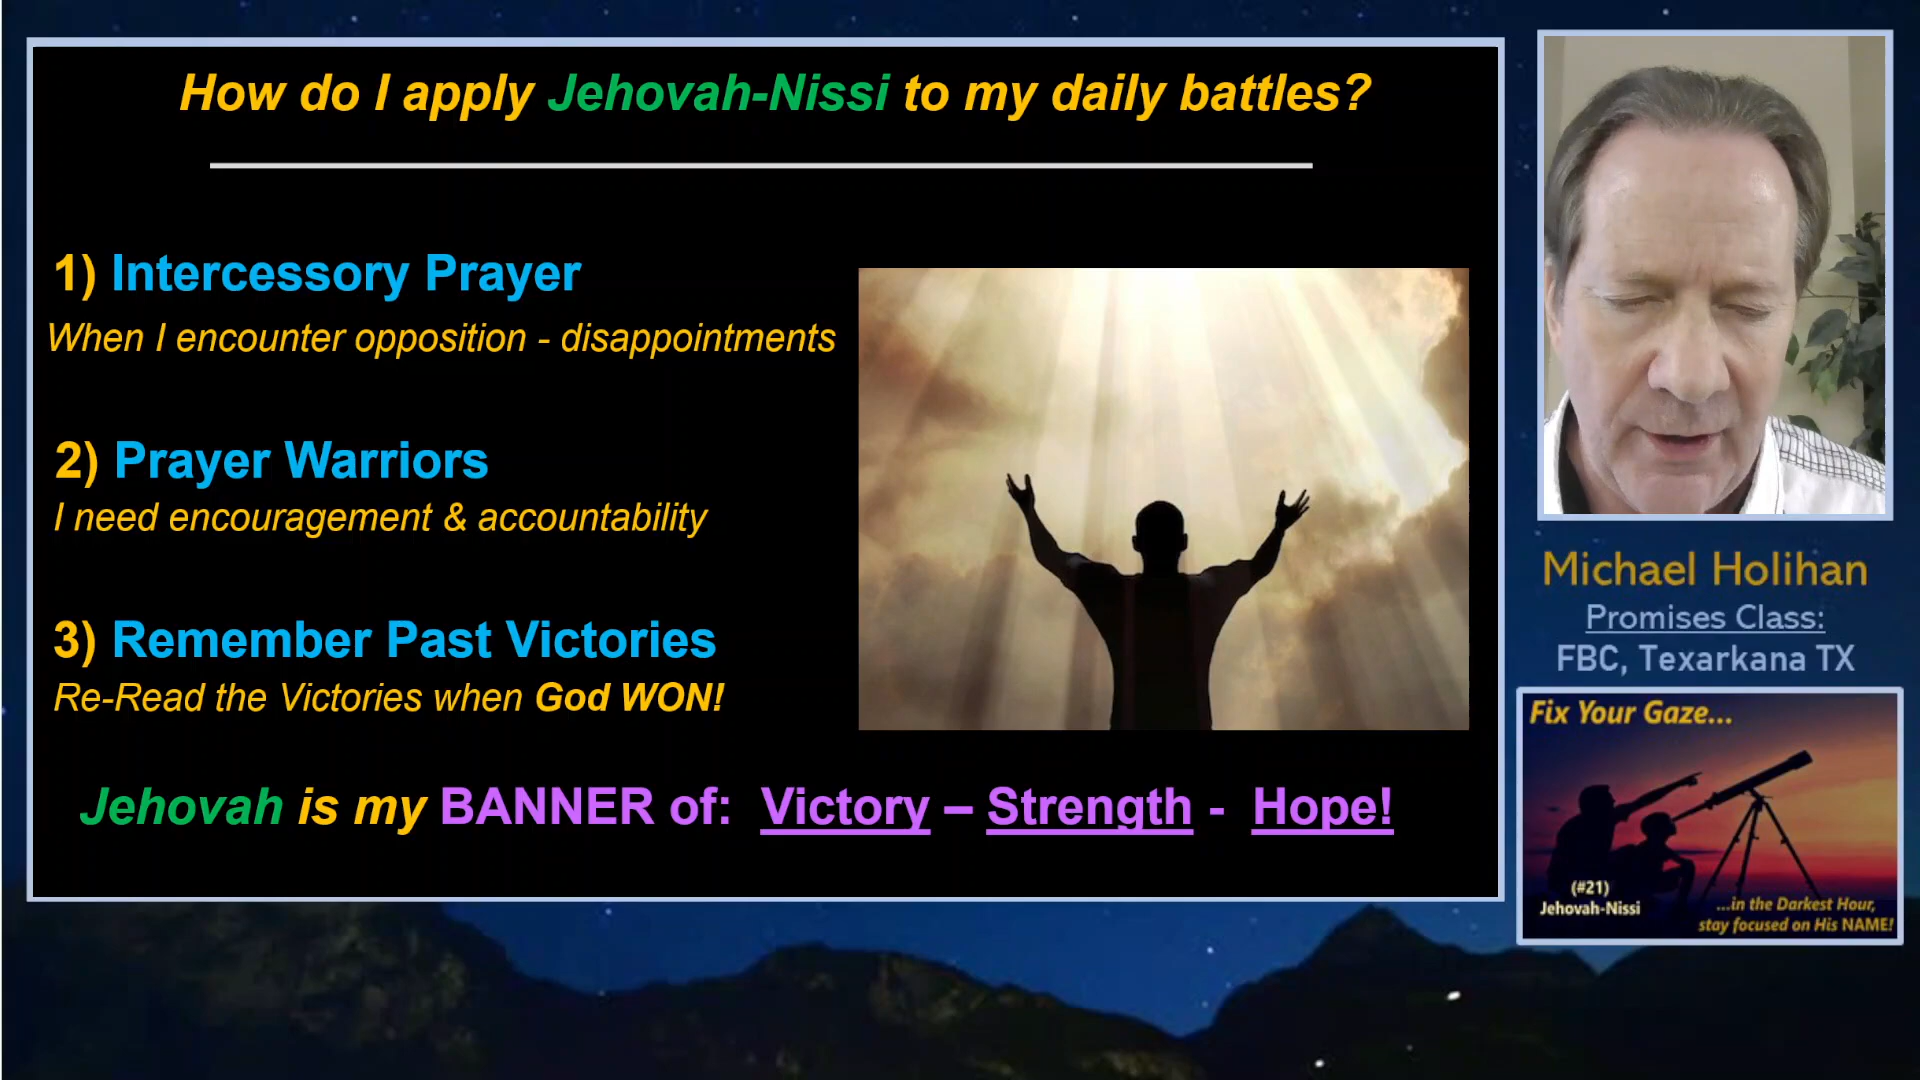 How do I apply Jehovah-Nissi to my daily battles?
1) Intercessory Prayer
When I encounter opposition - disappointments
2) Prayer Warriors
I need encouragement & accountability
3) Remember Past Victories
Re-Read the Victories when God WON!
Jehovah is my BANNER of: Victory – Strength - Hope!
Michael Holihan
Promises Class:
FBC, Texarkana TX
Fix Your Gaze...
(#21)
Jehovah-Nissi
...in the Darkest Hour,
stay focused on His NAME!